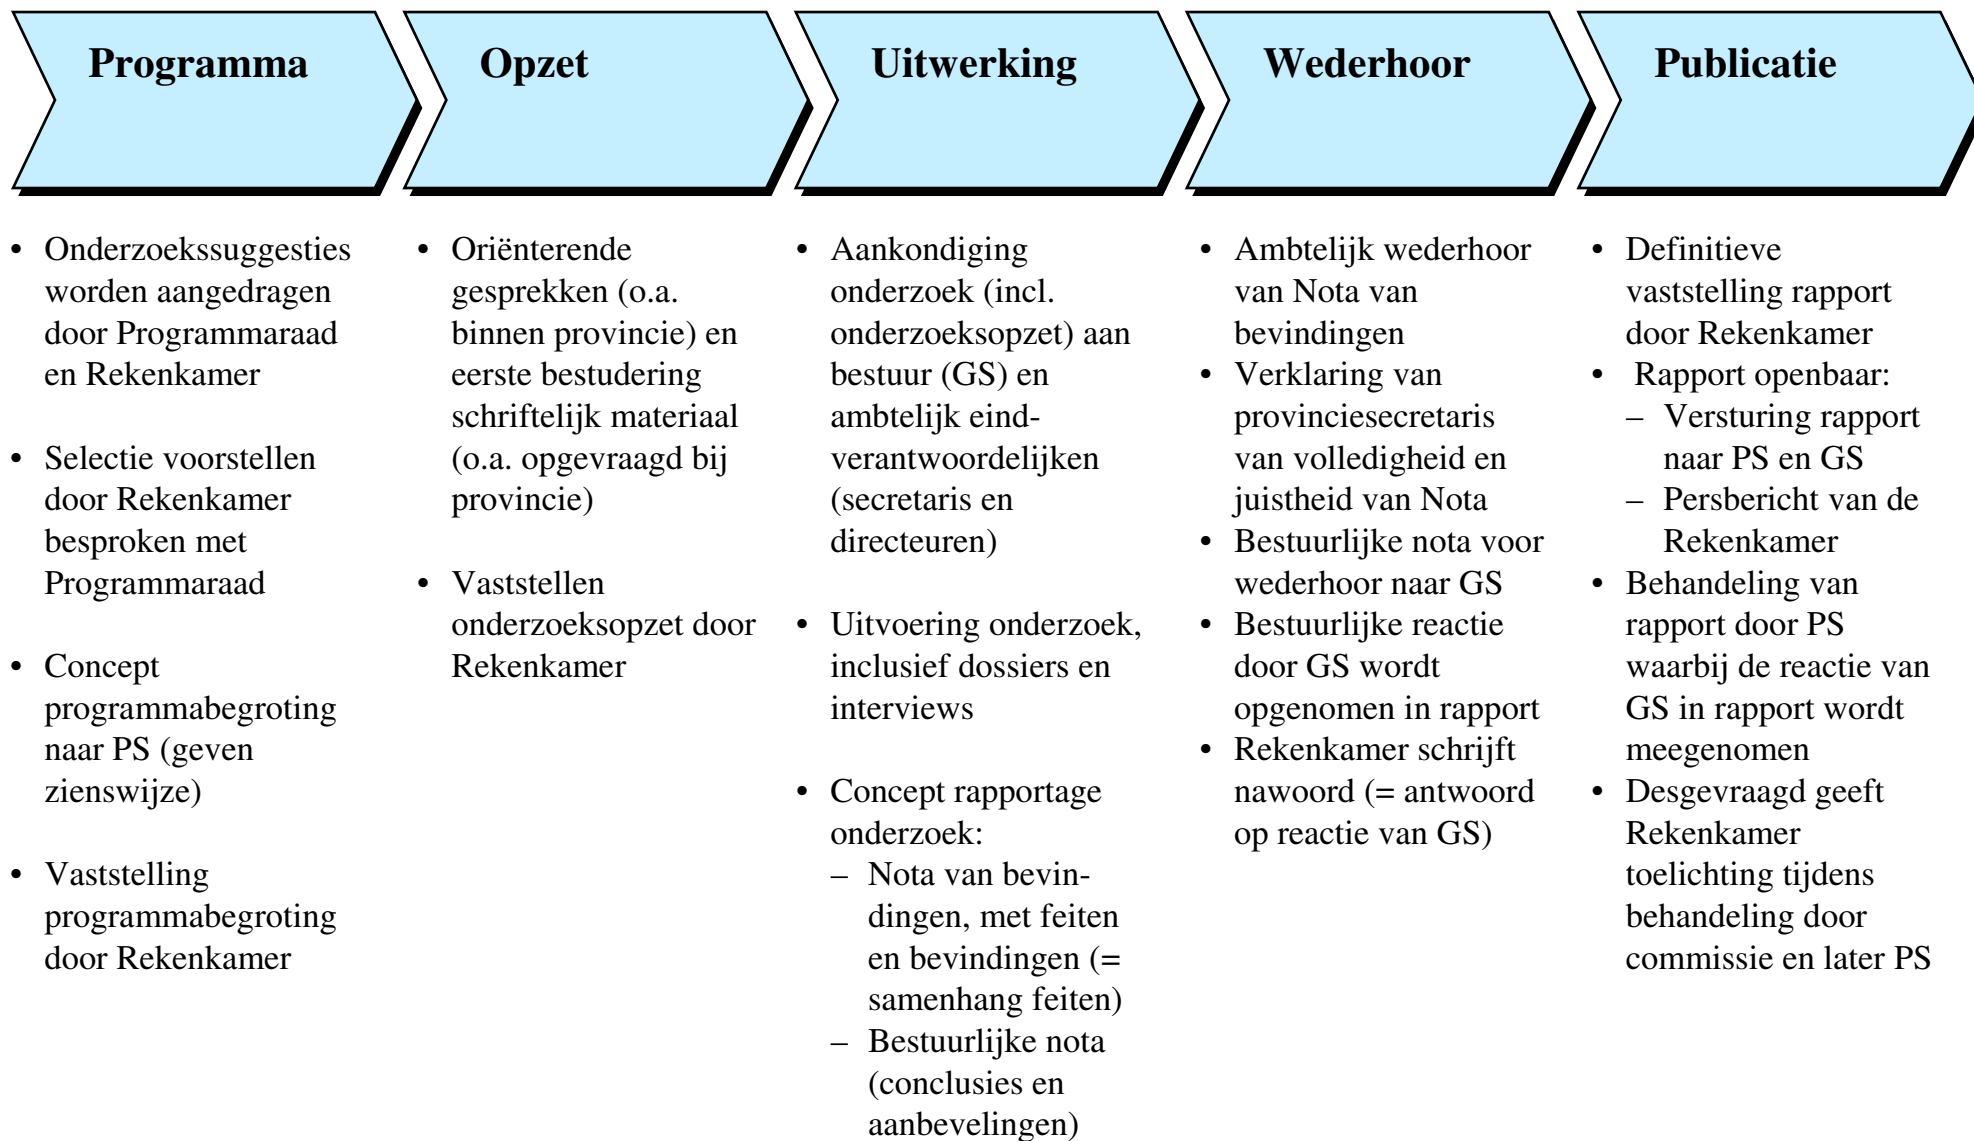 Programma
Opzet
Uitwerking
Wederhoor
Publicatie
• Onderzoekssuggesties
worden aangedragen
door Programmaraad
en Rekenkamer
• Selectie voorstellen
door Rekenkamer
besproken met
Programmaraad
• Concept
programmabegroting
naar PS (geven
zienswijze)
• Vaststelling
programmabegroting
door Rekenkamer
• Oriënterende
gesprekken (o.a.
binnen provincie) en
eerste bestudering
schriftelijk materiaal
(o.a. opgevraagd bij
provincie)
• Vaststellen
onderzoeksopzet door
Rekenkamer
• Aankondiging
onderzoek (incl.
onderzoeksopzet) aan
bestuur (GS) en
ambtelijk eind-
verantwoordelijken
(secretaris en
directeuren)
• Uitvoering onderzoek,
inclusief dossiers en
interviews
• Concept rapportage
onderzoek:
– Nota van bevin-
dingen, met feiten
en bevindingen (=
samenhang feiten)
– Bestuurlijke nota
(conclusies en
aanbevelingen)
• Ambtelijk wederhoor
van Nota van
bevindingen
• Verklaring van
provinciesecretaris
van volledigheid en
juistheid van Nota
• Bestuurlijke nota voor
wederhoor naar GS
• Bestuurlijke reactie
door GS wordt
opgenomen in rapport
• Rekenkamer schrijft
nawoord (= antwoord
op reactie van GS)
• Definitieve
vaststelling rapport
door Rekenkamer
• Rapport openbaar:
– Versturing rapport
naar PS en GS
– Persbericht van de
Rekenkamer
• Behandeling van
rapport door PS
waarbij de reactie van
GS in rapport wordt
meegenomen
• Desgevraagd geeft
Rekenkamer
toelichting tijdens
behandeling door
commissie en later PS